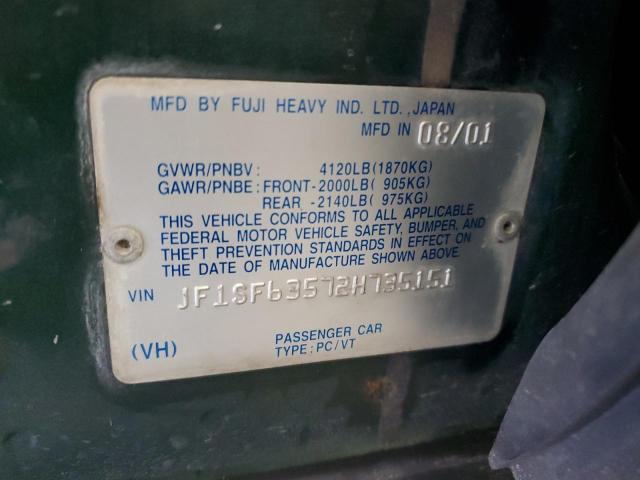 MFD BY FUJI HEAVY IND. LTD., JAPAN
MFD IN 08/01
GVWR/PNBV: 4120LB(1870KG)
GAWR/PNBE: FRONT-2000LB( 905KG)
REAR -2140LB( 975KG)
THIS VEHICLE CONFORMS TO ALL APPLICABLE
FEDERAL MOTOR VEHICLE SAFETY, BUMPER, AND
THEFT PREVENTION STANDARDS IN EFFECT ON
THE DATE OF MANUFACTURE SHOWN ABOVE.
VIN JF1SF63572H735151
PASSENGER CAR
(VH) TYPE: PC/VT